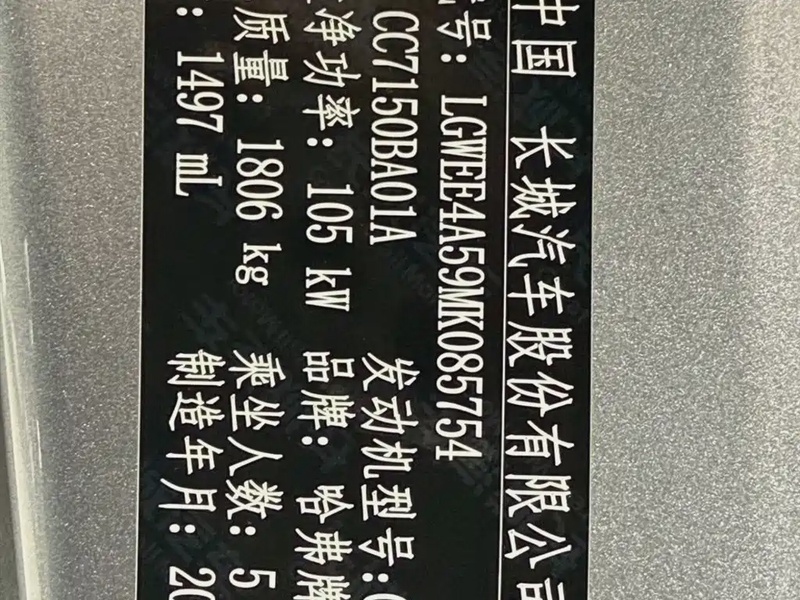 中国 长城汽车股份有限公司
号: LGWEE4A59MK085754
CC7150BA01A 发动机型号:
净功率: 105 kW 品牌: 哈弗牌
质量: 1806 kg 乘坐人数: 5
: 1497 mL 制造年月: 20